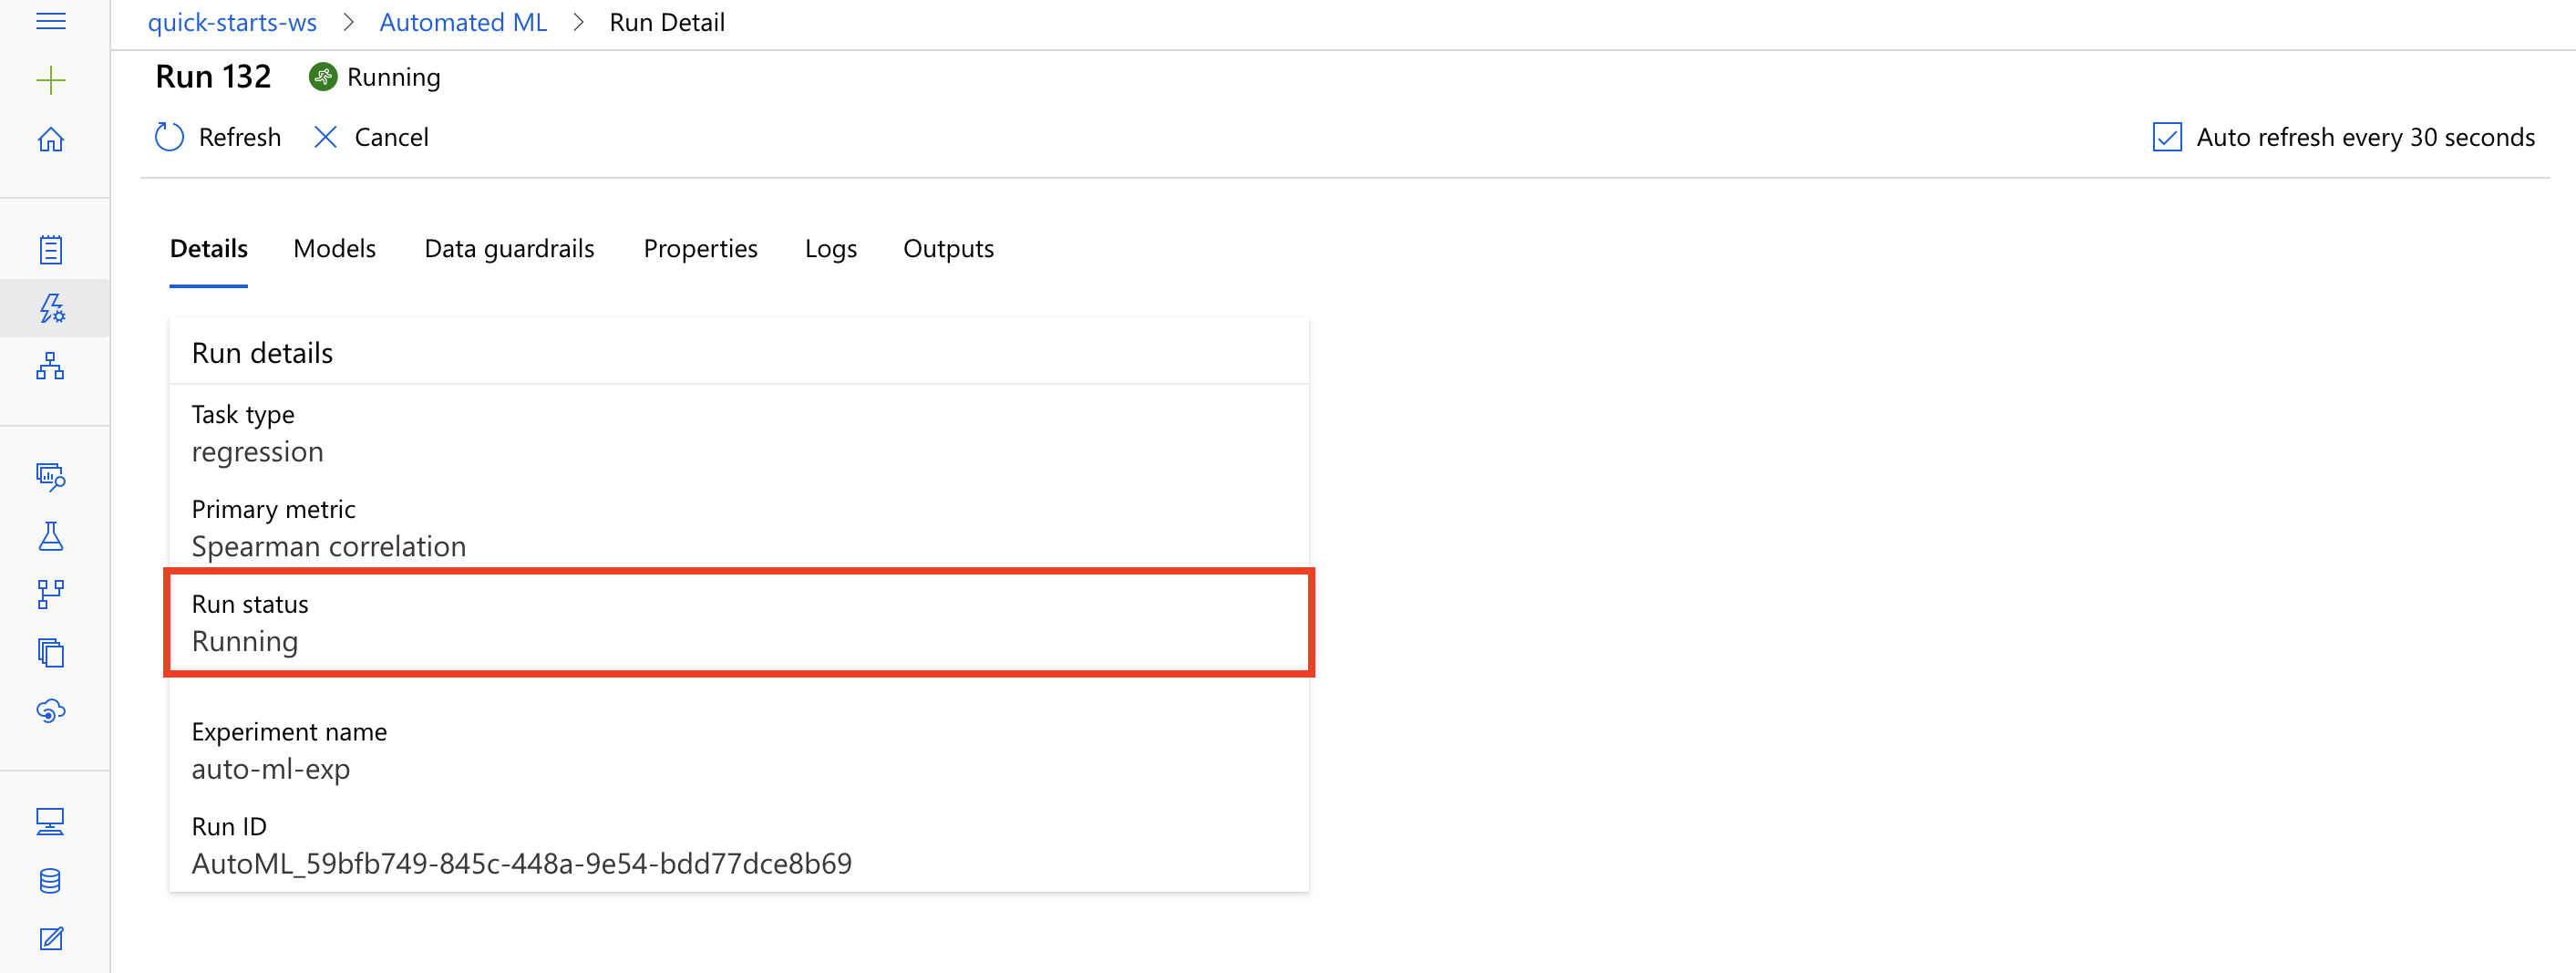 quick-starts-ws > Automated ML > Run Detail
Run 132 Running
Refresh Cancel Auto refresh every 30 seconds
Details Models Data guardrails Properties Logs Outputs
Run details
Task type
regression
Primary metric
Spearman correlation
Run status
Running
Experiment name
auto-ml-exp
Run ID
AutoML_59bfb749-845c-448a-9e54-bdd77dce8b69